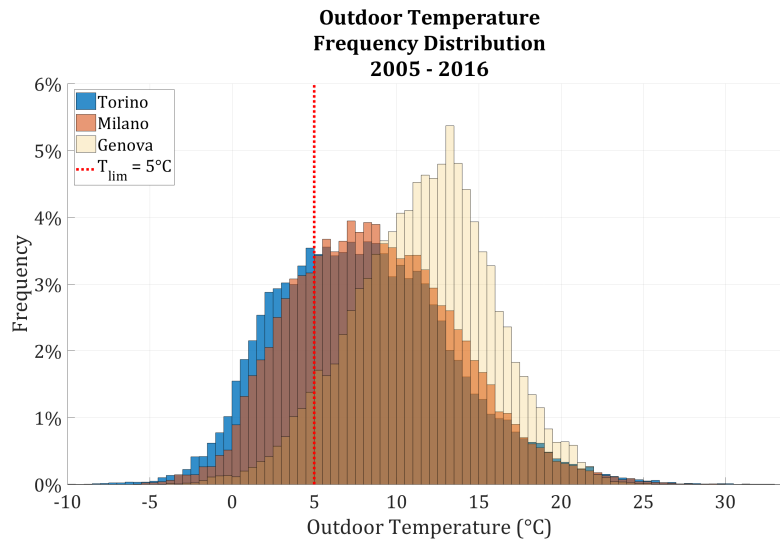 Outdoor Temperature
Frequency Distribution
2005 - 2016
6%
5%
4%
3%
2%
1%
0%
Frequency
Torino
Milano
Genova
Tlim = 5°C
-10 -5 0 5 10 15 20 25 30
Outdoor Temperature (°C)